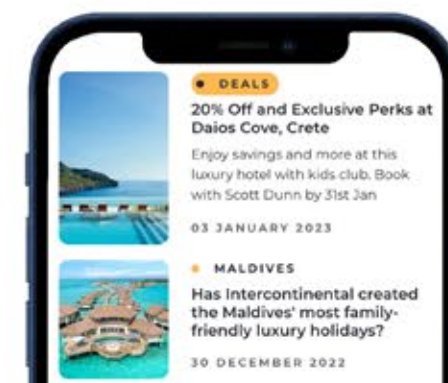 DEALS
20% Off and Exclusive Perks at
Daios Cove, Crete
Enjoy savings and more at this
luxury hotel with kids club. Book
with Scott Dunn by 31st Jan
03 JANUARY 2023
MALDIVES
Has Intercontinental created
the Maldives' most family-
friendly luxury holidays?
30 DECEMBER 2022